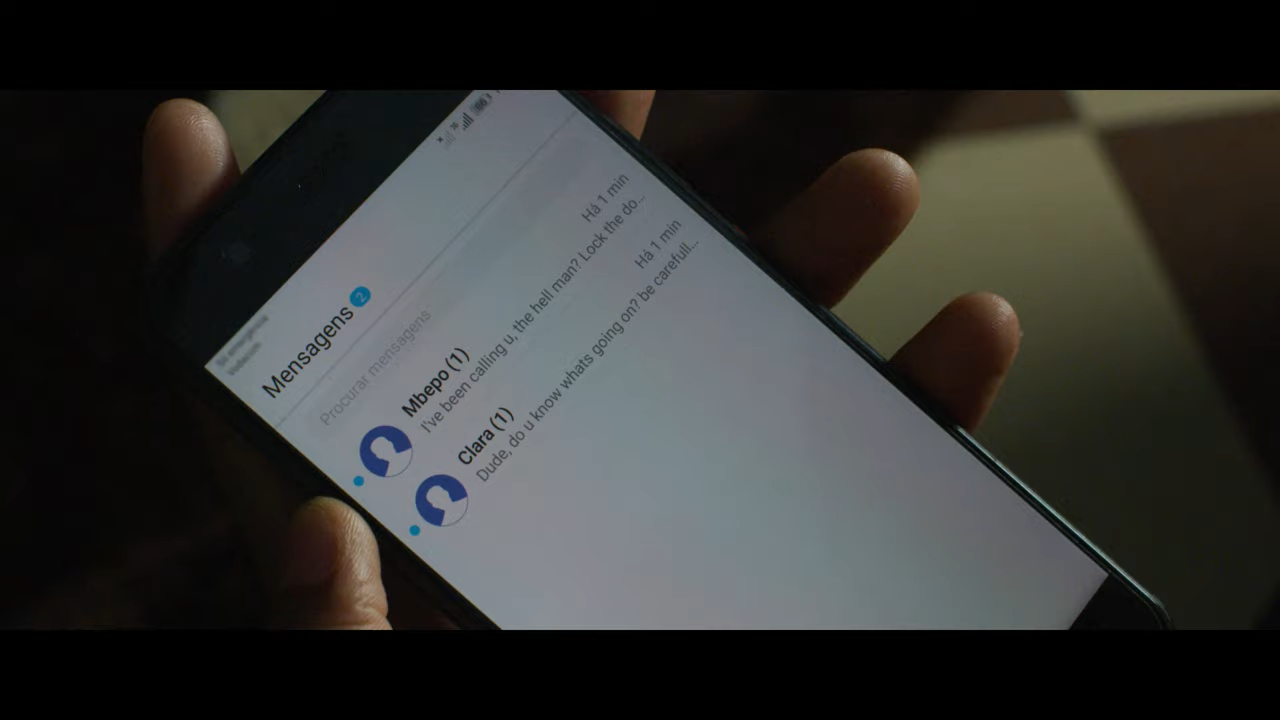 Mensagens 2
Procurar mensagens
Mbepo (1)
Há 1 min
I've been calling u, the hell man? Lock the do...
Clara (1)
Há 1 min
Dude, do u know whats going on? be carefull...